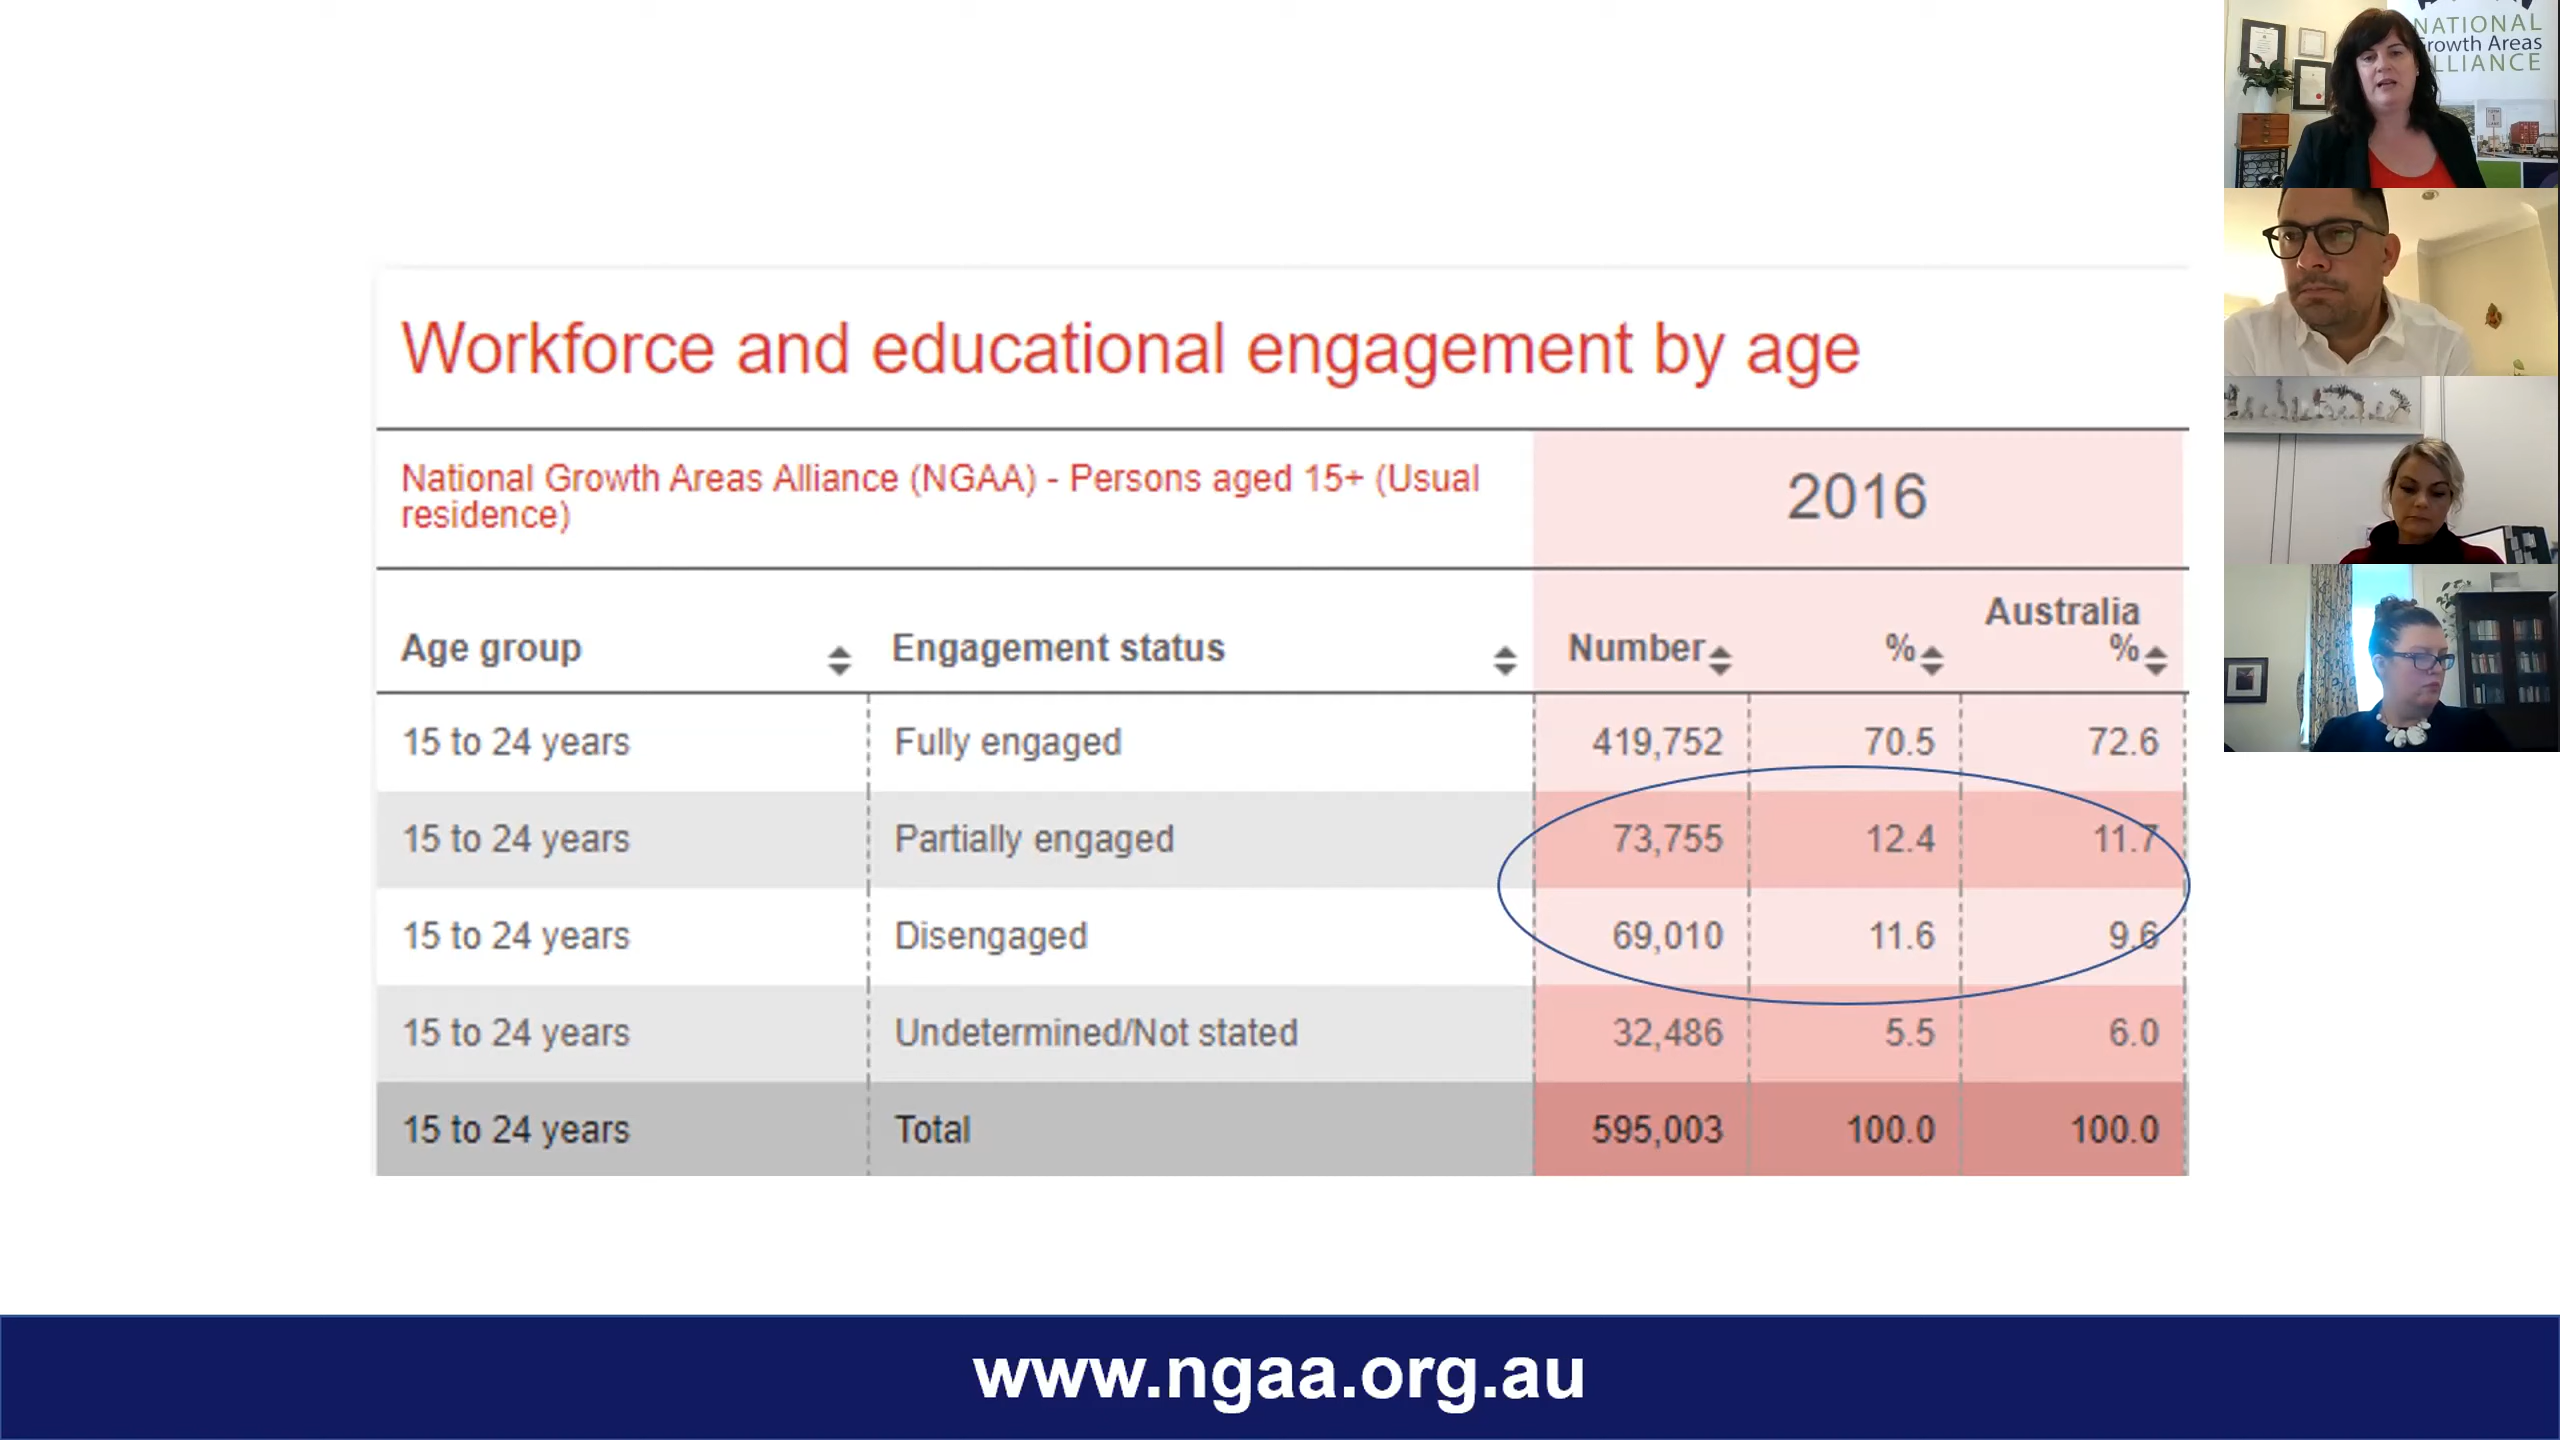 Workforce and educational engagement by age
National Growth Areas Alliance (NGAA) - Persons aged 15+ (Usual
residence)
2016
Age group
Engagement status
Number
%
Australia
%
15 to 24 years Fully engaged 419,752 70.5 72.6
15 to 24 years Partially engaged 73,755 12.4 11.7
15 to 24 years Disengaged 69,010 11.6 9.6
15 to 24 years Undetermined/Not stated 32,486 5.5 6.0
15 to 24 years Total 595,003 100.0 100.0
www.ngaa.org.au
NATIONAL
rowth Areas
LLIANCE